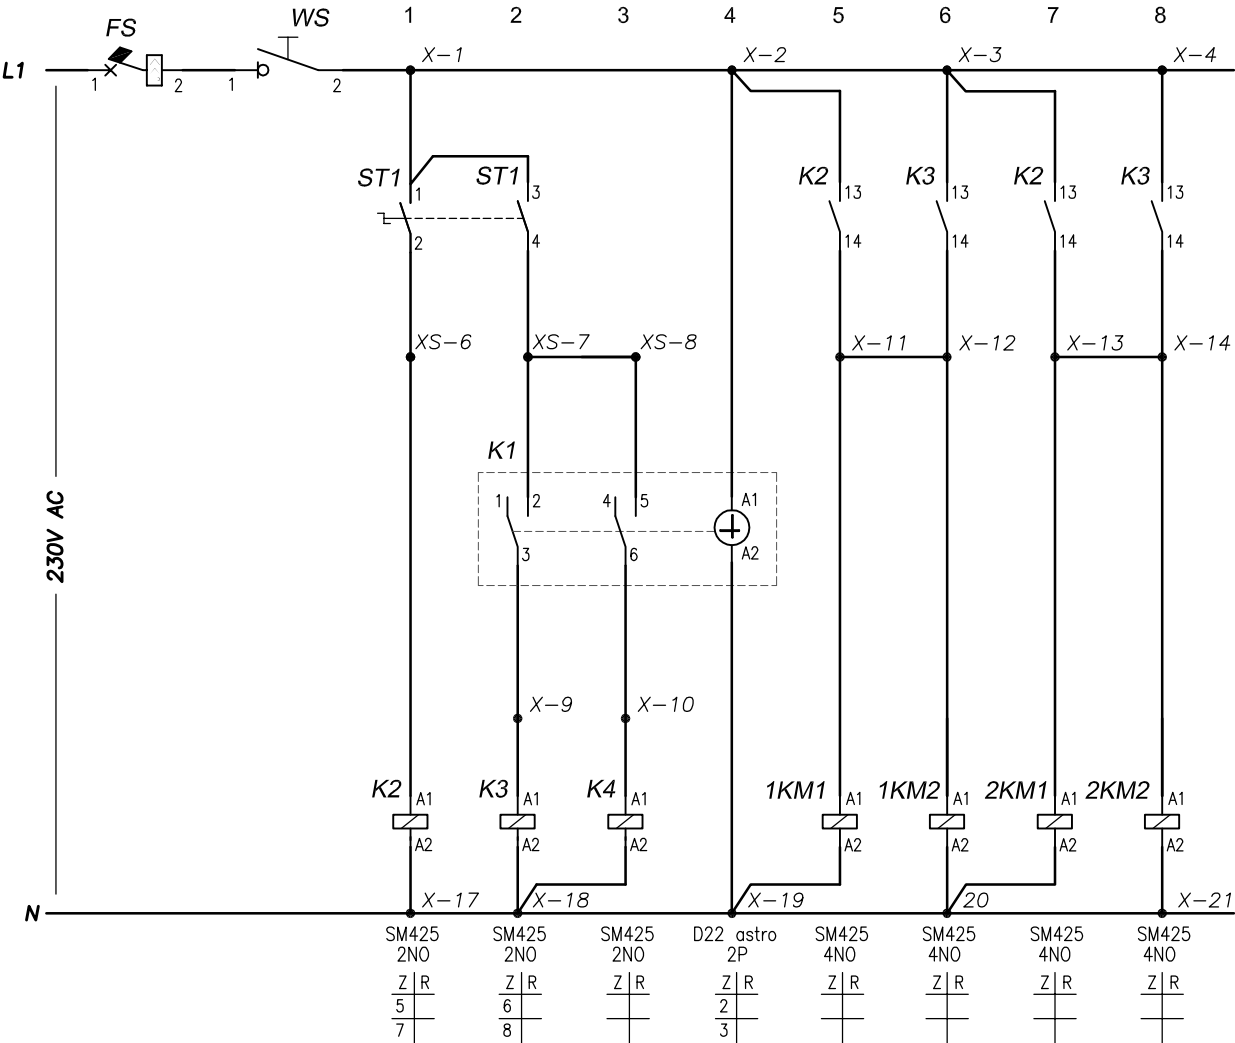 1 2 3 4 5 6 7 8
FS WS
X-1 X-2 X-3 X-4
L1
1 2 1 2
ST1 ST1 K2 K3 K2 K3
1 3 13 13 13 13
2 4 14 14 14 14
XS-6 XS-7 XS-8 X-11 X-12 X-13 X-14
K1
1 2 4 5 A1
3 6 A2
230V AC
X-9 X-10
K2 K3 K4 1KM1 1KM2 2KM1 2KM2
A1 A1 A1 A1 A1 A1 A1
A2 A2 A2 A2 A2 A2 A2
N
X-17 X-18 X-19 20 X-21
SM425 SM425 SM425 D22 astro SM425 SM425 SM425 SM425
2NO 2NO 2NO 2P 4NO 4NO 4NO 4NO
Z R Z R Z R Z R Z R Z R Z R Z R
5 6 2
7 8 3